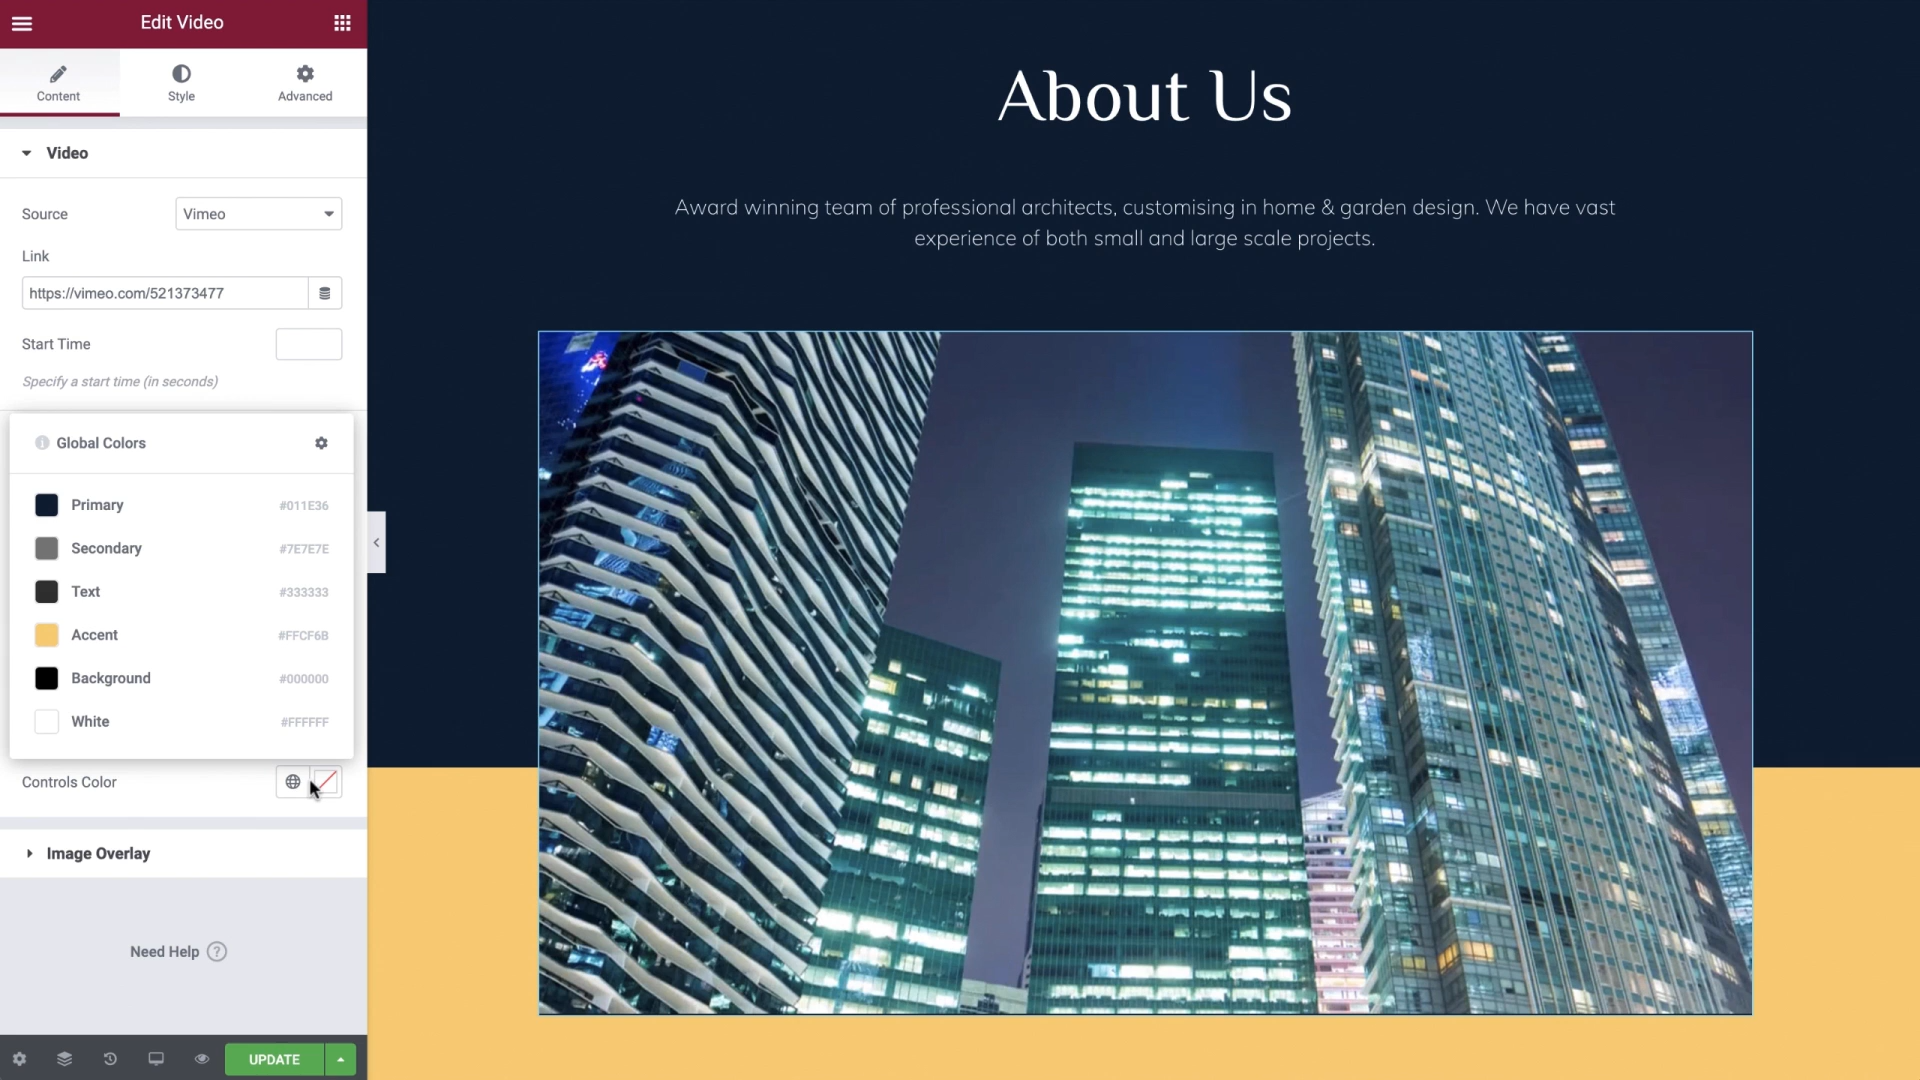 Edit Video
Content
Style
Advanced
Video
Source
Vimeo
Link
https://vimeo.com/521373477
Start Time
Specify a start time (in seconds)
Global Colors
Primary #011E36
Secondary #7E7E7E
Text #333333
Accent #FFCF6B
Background #000000
White #FFFFFF
Controls Color
Image Overlay
Need Help ?
UPDATE
About Us
Award winning team of professional architects, customising in home & garden design. We have vast
experience of both small and large scale projects.